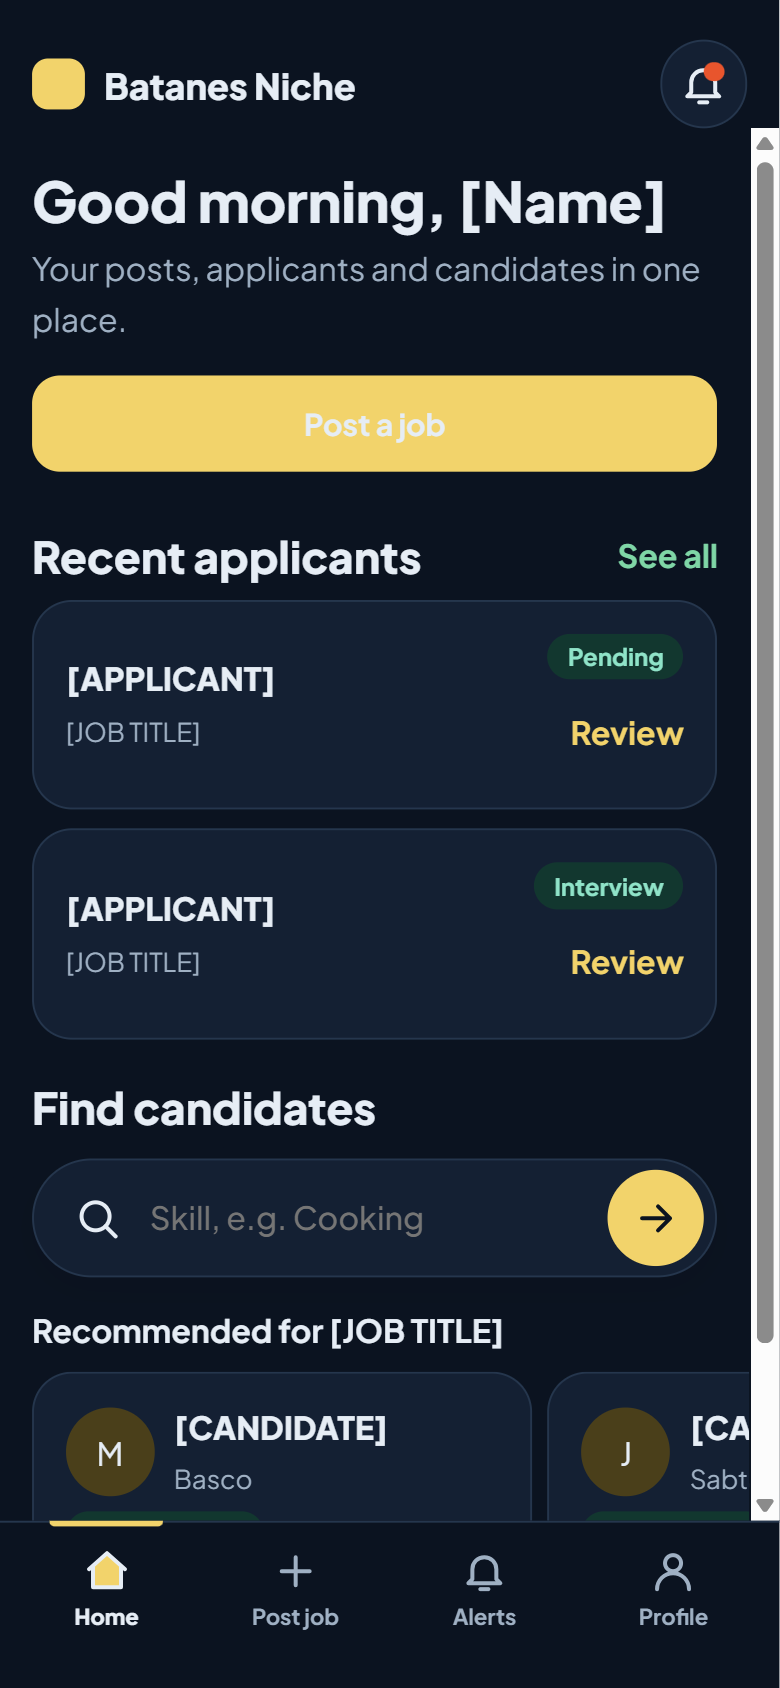 Batanes Niche
Good morning, [Name]
Your posts, applicants and candidates in one
place.
Post a job
Recent applicants
See all
[APPLICANT]
Pending
[JOB TITLE]
Review
[APPLICANT]
Interview
[JOB TITLE]
Review
Find candidates
Skill, e.g. Cooking
Recommended for [JOB TITLE]
M
[CANDIDATE]
Basco
J
[CA
Sabt
Home
Post job
Alerts
Profile